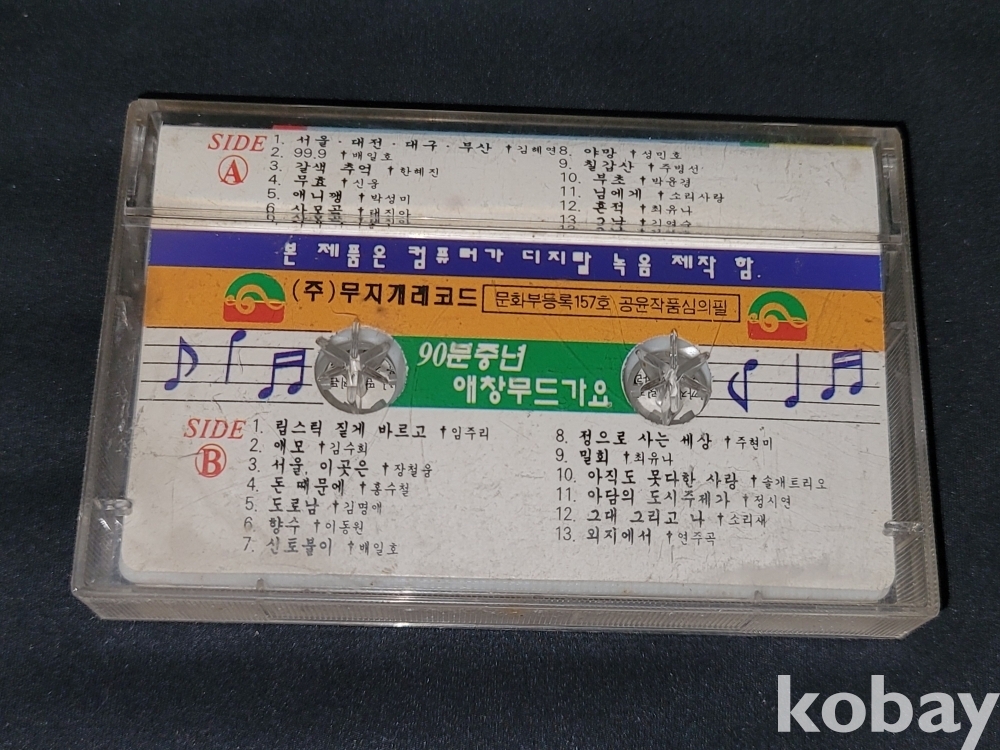 SIDE A
1. 서울·대전·대구·부산 †김혜연
2. 99.9 †배일호
3. 갈색 추억 †한혜진
4. 무효 †신웅
5. 애니깽 †박성미
6. 사모곡 †태진아
8. 야망 †성민호
9. 칠갑산 †주병선
10. 부초 †박윤경
11. 님에게 †소리사랑
12. 흔적 †최유나
13.
본 제품은 컴퓨터가 디지탈 녹음 제작 함.
(주)무지개레코드 문화부등록157호 공윤작품심의필
90분중년
애창무드가요
SIDE B
1. 립스틱 짙게 바르고 †임주리
2. 애모 †김수희
3. 서울, 이곳은 †장철웅
4. 돈 때문에 †홍수철
5. 도로남 †김명애
6. 향수 †이동원
7. 신토불이 †배일호
8. 정으로 사는 세상 †주현미
9. 밀회 †최유나
10. 아직도 못다한 사랑 †솔개트리오
11. 아담의 도시주제가 †정시연
12. 그대 그리고 나 †소리새
13. 외지에서 †연주곡
kobay